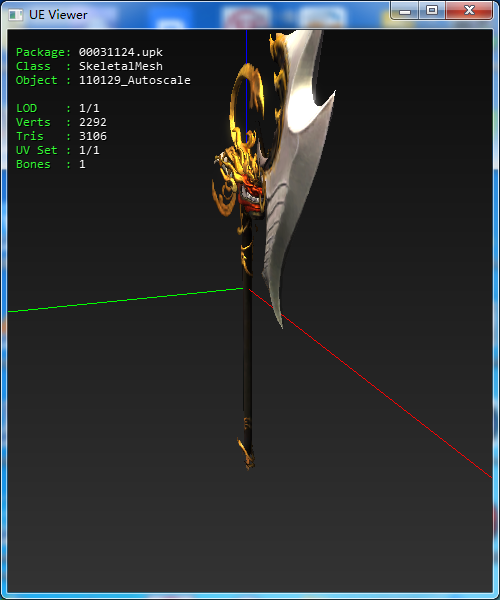 UE Viewer
Package: 00031124.upk
Class : SkeletalMesh
Object : 110129_Autoscale
LOD : 1/1
Verts : 2292
Tris : 3106
UV Set : 1/1
Bones : 1